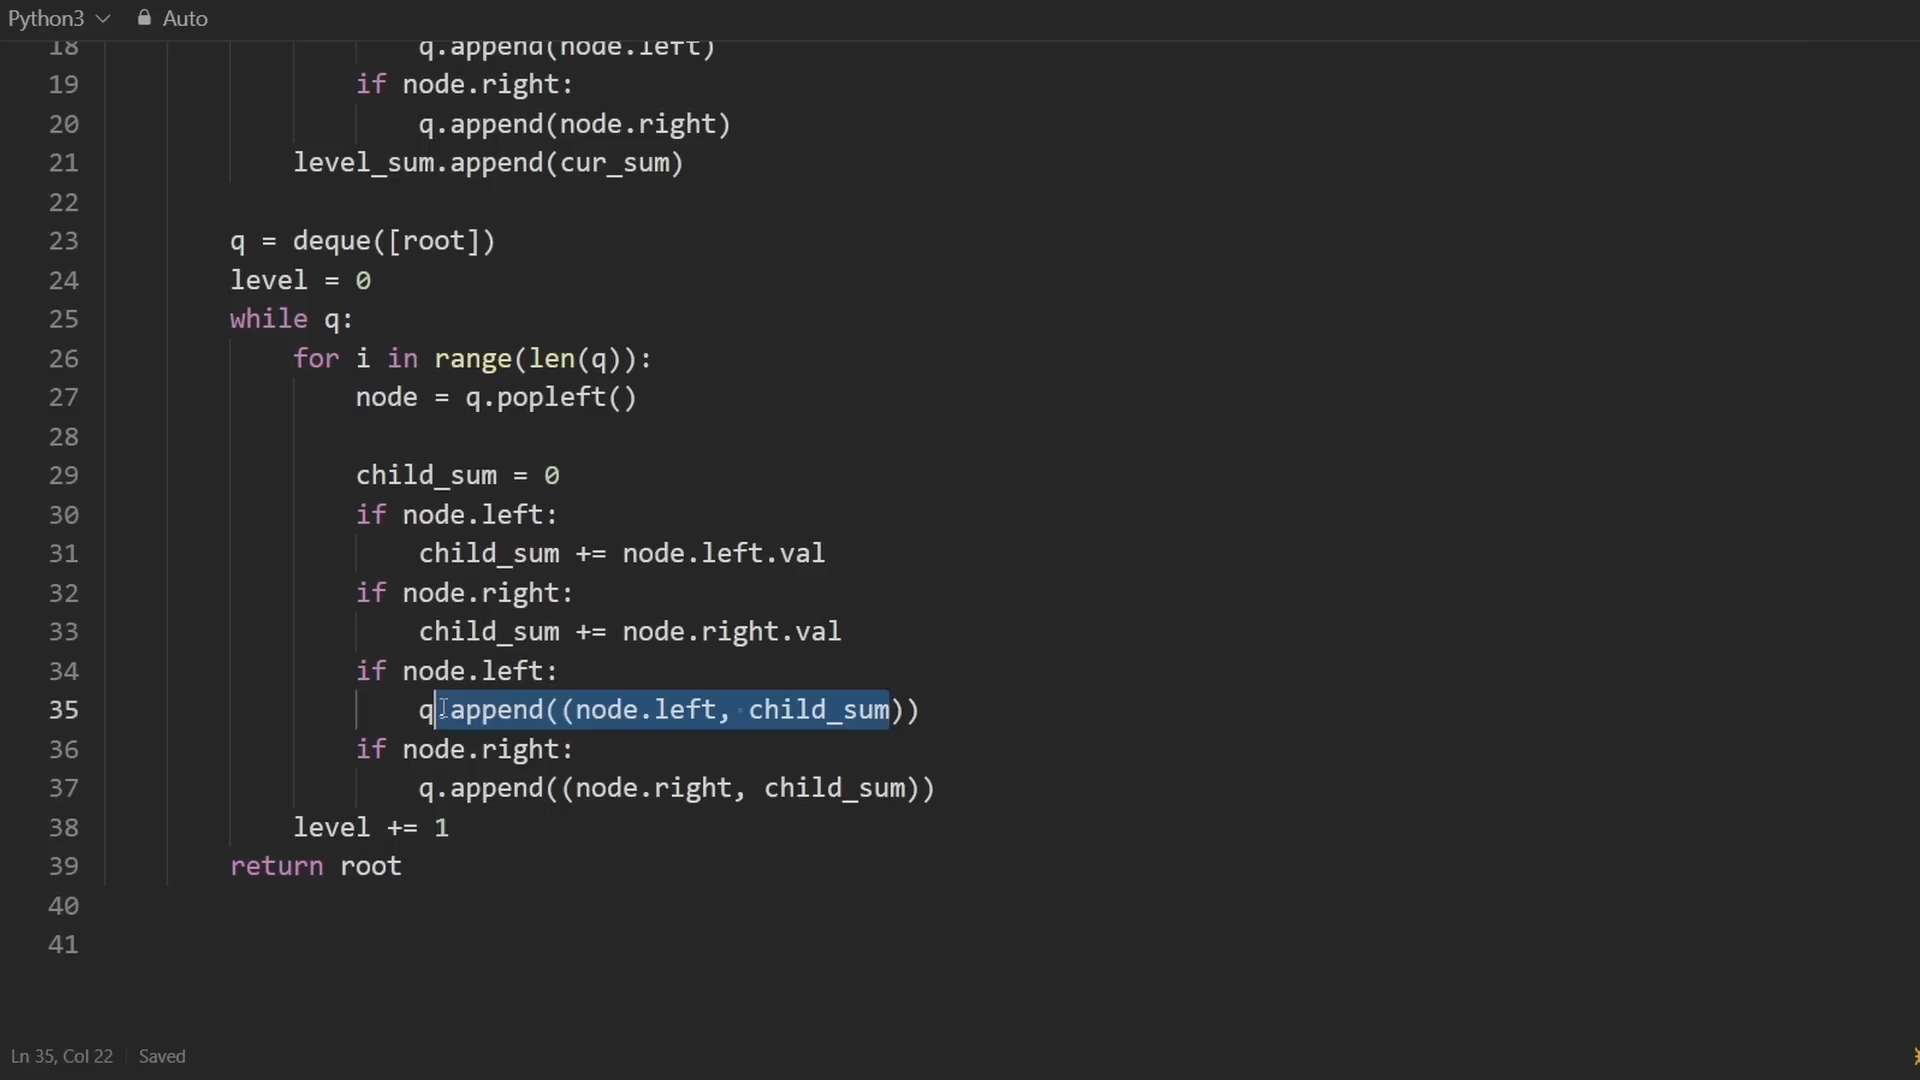 Python3 Auto
18 q.append(node.left)
19 if node.right:
20 q.append(node.right)
21 level_sum.append(cur_sum)
22
23 q = deque([root])
24 level = 0
25 while q:
26 for i in range(len(q)):
27 node = q.popleft()
28
29 child_sum = 0
30 if node.left:
31 child_sum += node.left.val
32 if node.right:
33 child_sum += node.right.val
34 if node.left:
35 q.append((node.left, child_sum))
36 if node.right:
37 q.append((node.right, child_sum))
38 level += 1
39 return root
40
41
Ln 35, Col 22 Saved